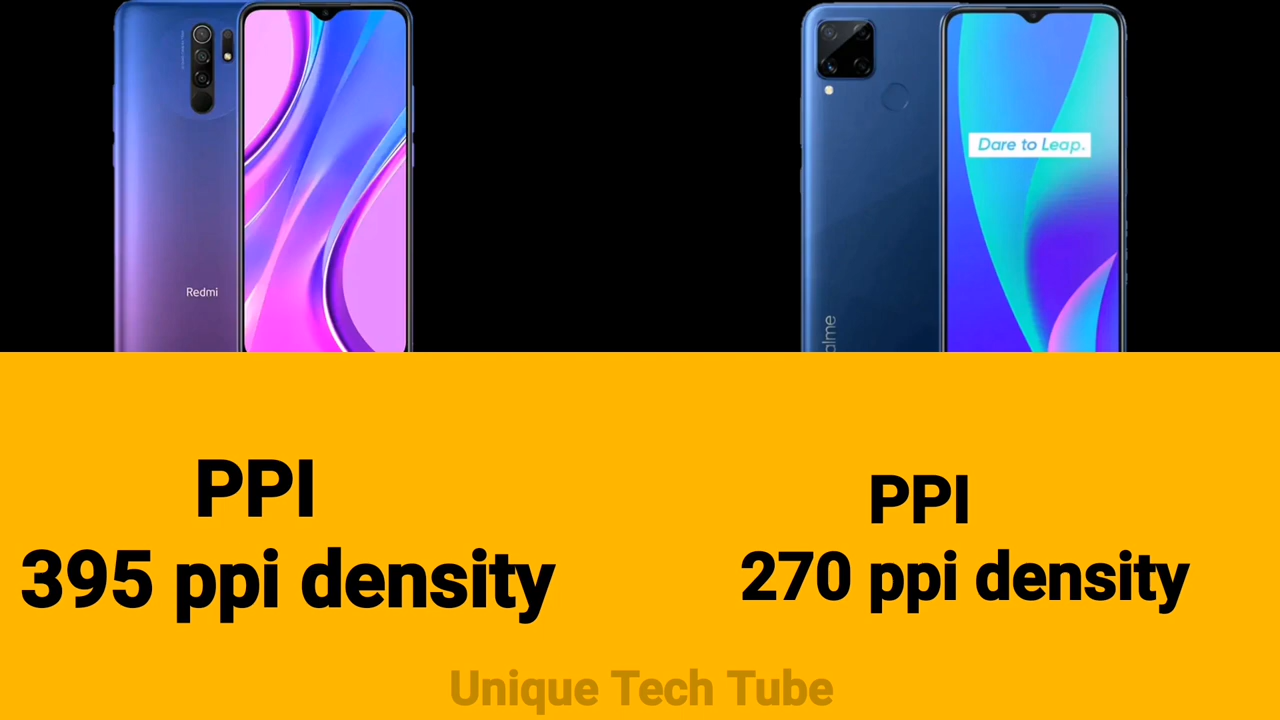 Redmi
Dare to Leap.
alme
PPI
395 ppi density
PPI
270 ppi density
Unique Tech Tube